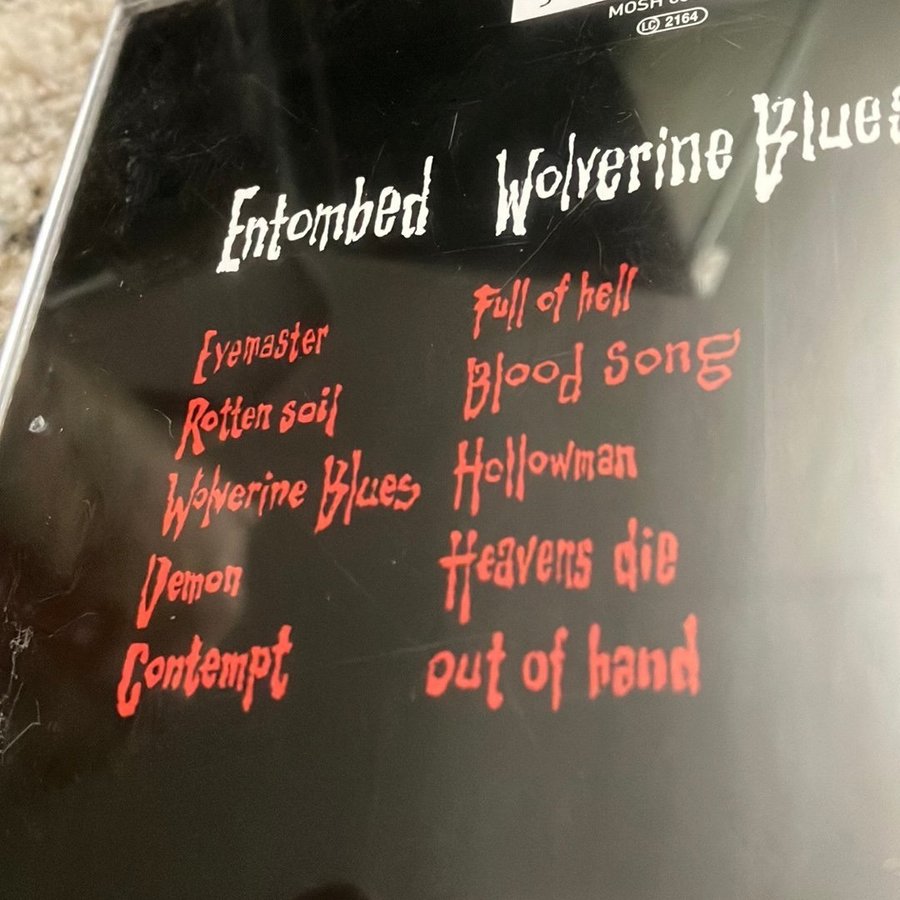 MOSH
LC 2164
Entombed Wolverine Blues
Eyemaster
Rotten soil
Wolverine Blues
Demon
Contempt
Full of hell
Blood song
Hollowman
Heavens die
out of hand